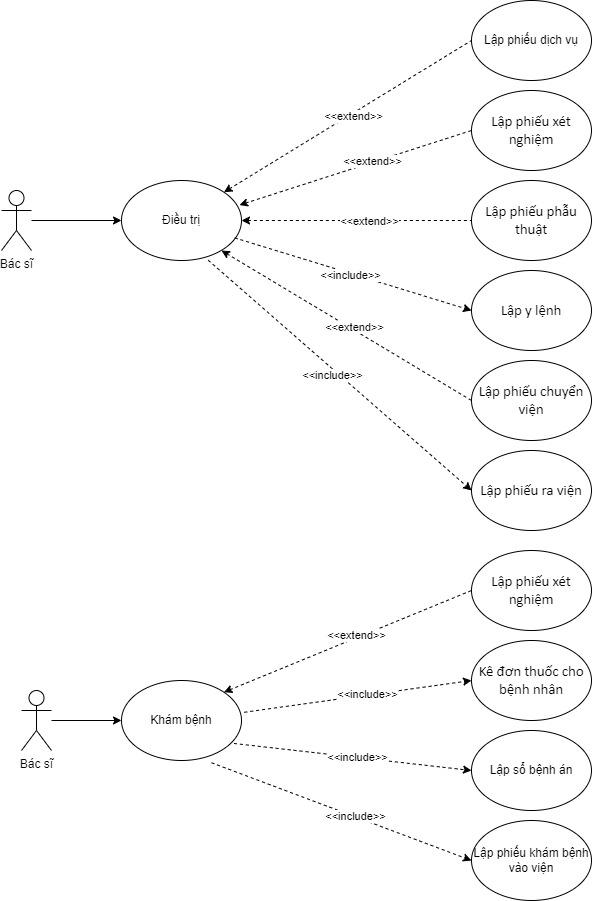 Lập phiếu dịch vụ
<<extend>>
Lập phiếu xét
nghiệm
<<extend>>
Bác sĩ
Điều trị
<<extend>>
Lập phiếu phẫu
thuật
<<include>>
Lập y lệnh
<<extend>>
Lập phiếu chuyển
viện
<<include>>
Lập phiếu ra viện
Lập phiếu xét
nghiệm
<<extend>>
Bác sĩ
Khám bệnh
<<include>>
Kê đơn thuốc cho
bệnh nhân
<<include>>
Lập sổ bệnh án
<<include>>
Lập phiếu khám bệnh
vào viện